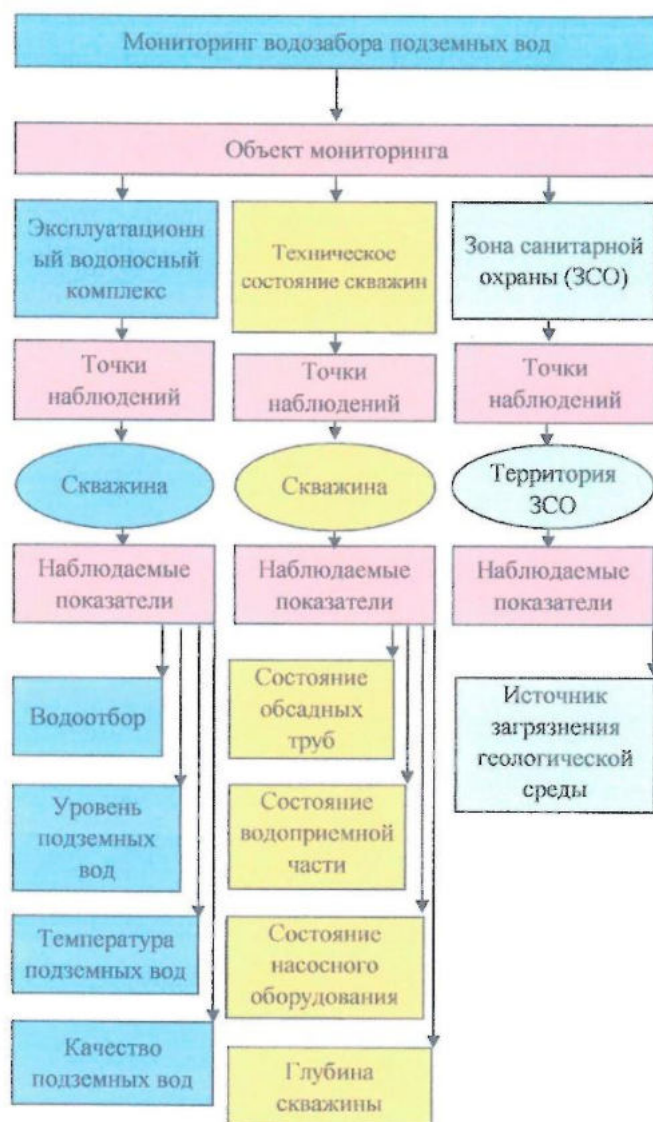 Мониторинг водозабора подземных вод
Объект мониторинга
Эксплуатационн
ый водоносный
комплекс
Техническое
состояние скважин
Зона санитарной
охраны (ЗСО)
Точки
наблюдений
Точки
наблюдений
Точки
наблюдений
Скважина
Скважина
Территория
ЗСО
Наблюдаемые
показатели
Наблюдаемые
показатели
Наблюдаемые
показатели
Водоотбор
Уровень
подземных
вод
Температура
подземных вод
Качество
подземных вод
Состояние
обсадных
труб
Состояние
водоприемной
части
Состояние
насосного
оборудования
Глубина
скважины
Источник
загрязнения
геологической
среды